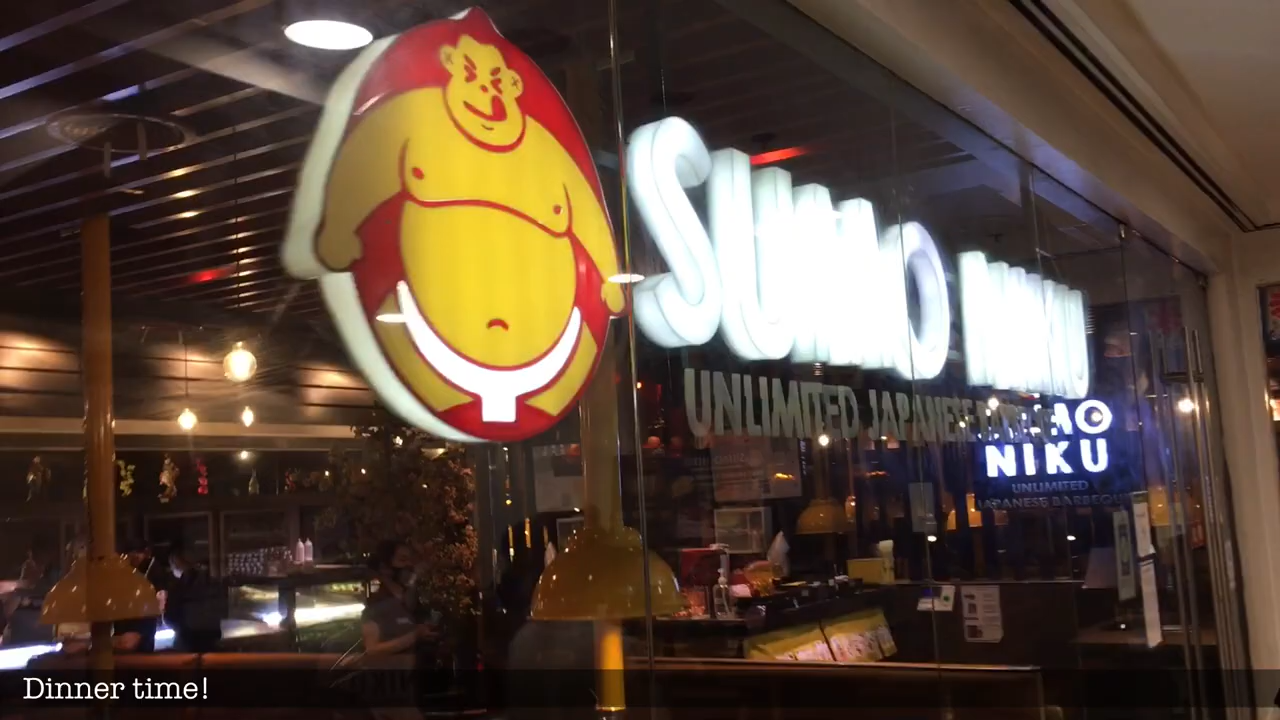 SUMO NIKU
UNLIMITED JAPANESE
NIKU
UNLIMITED
JAPANESE BARBEQUE
Dinner time!